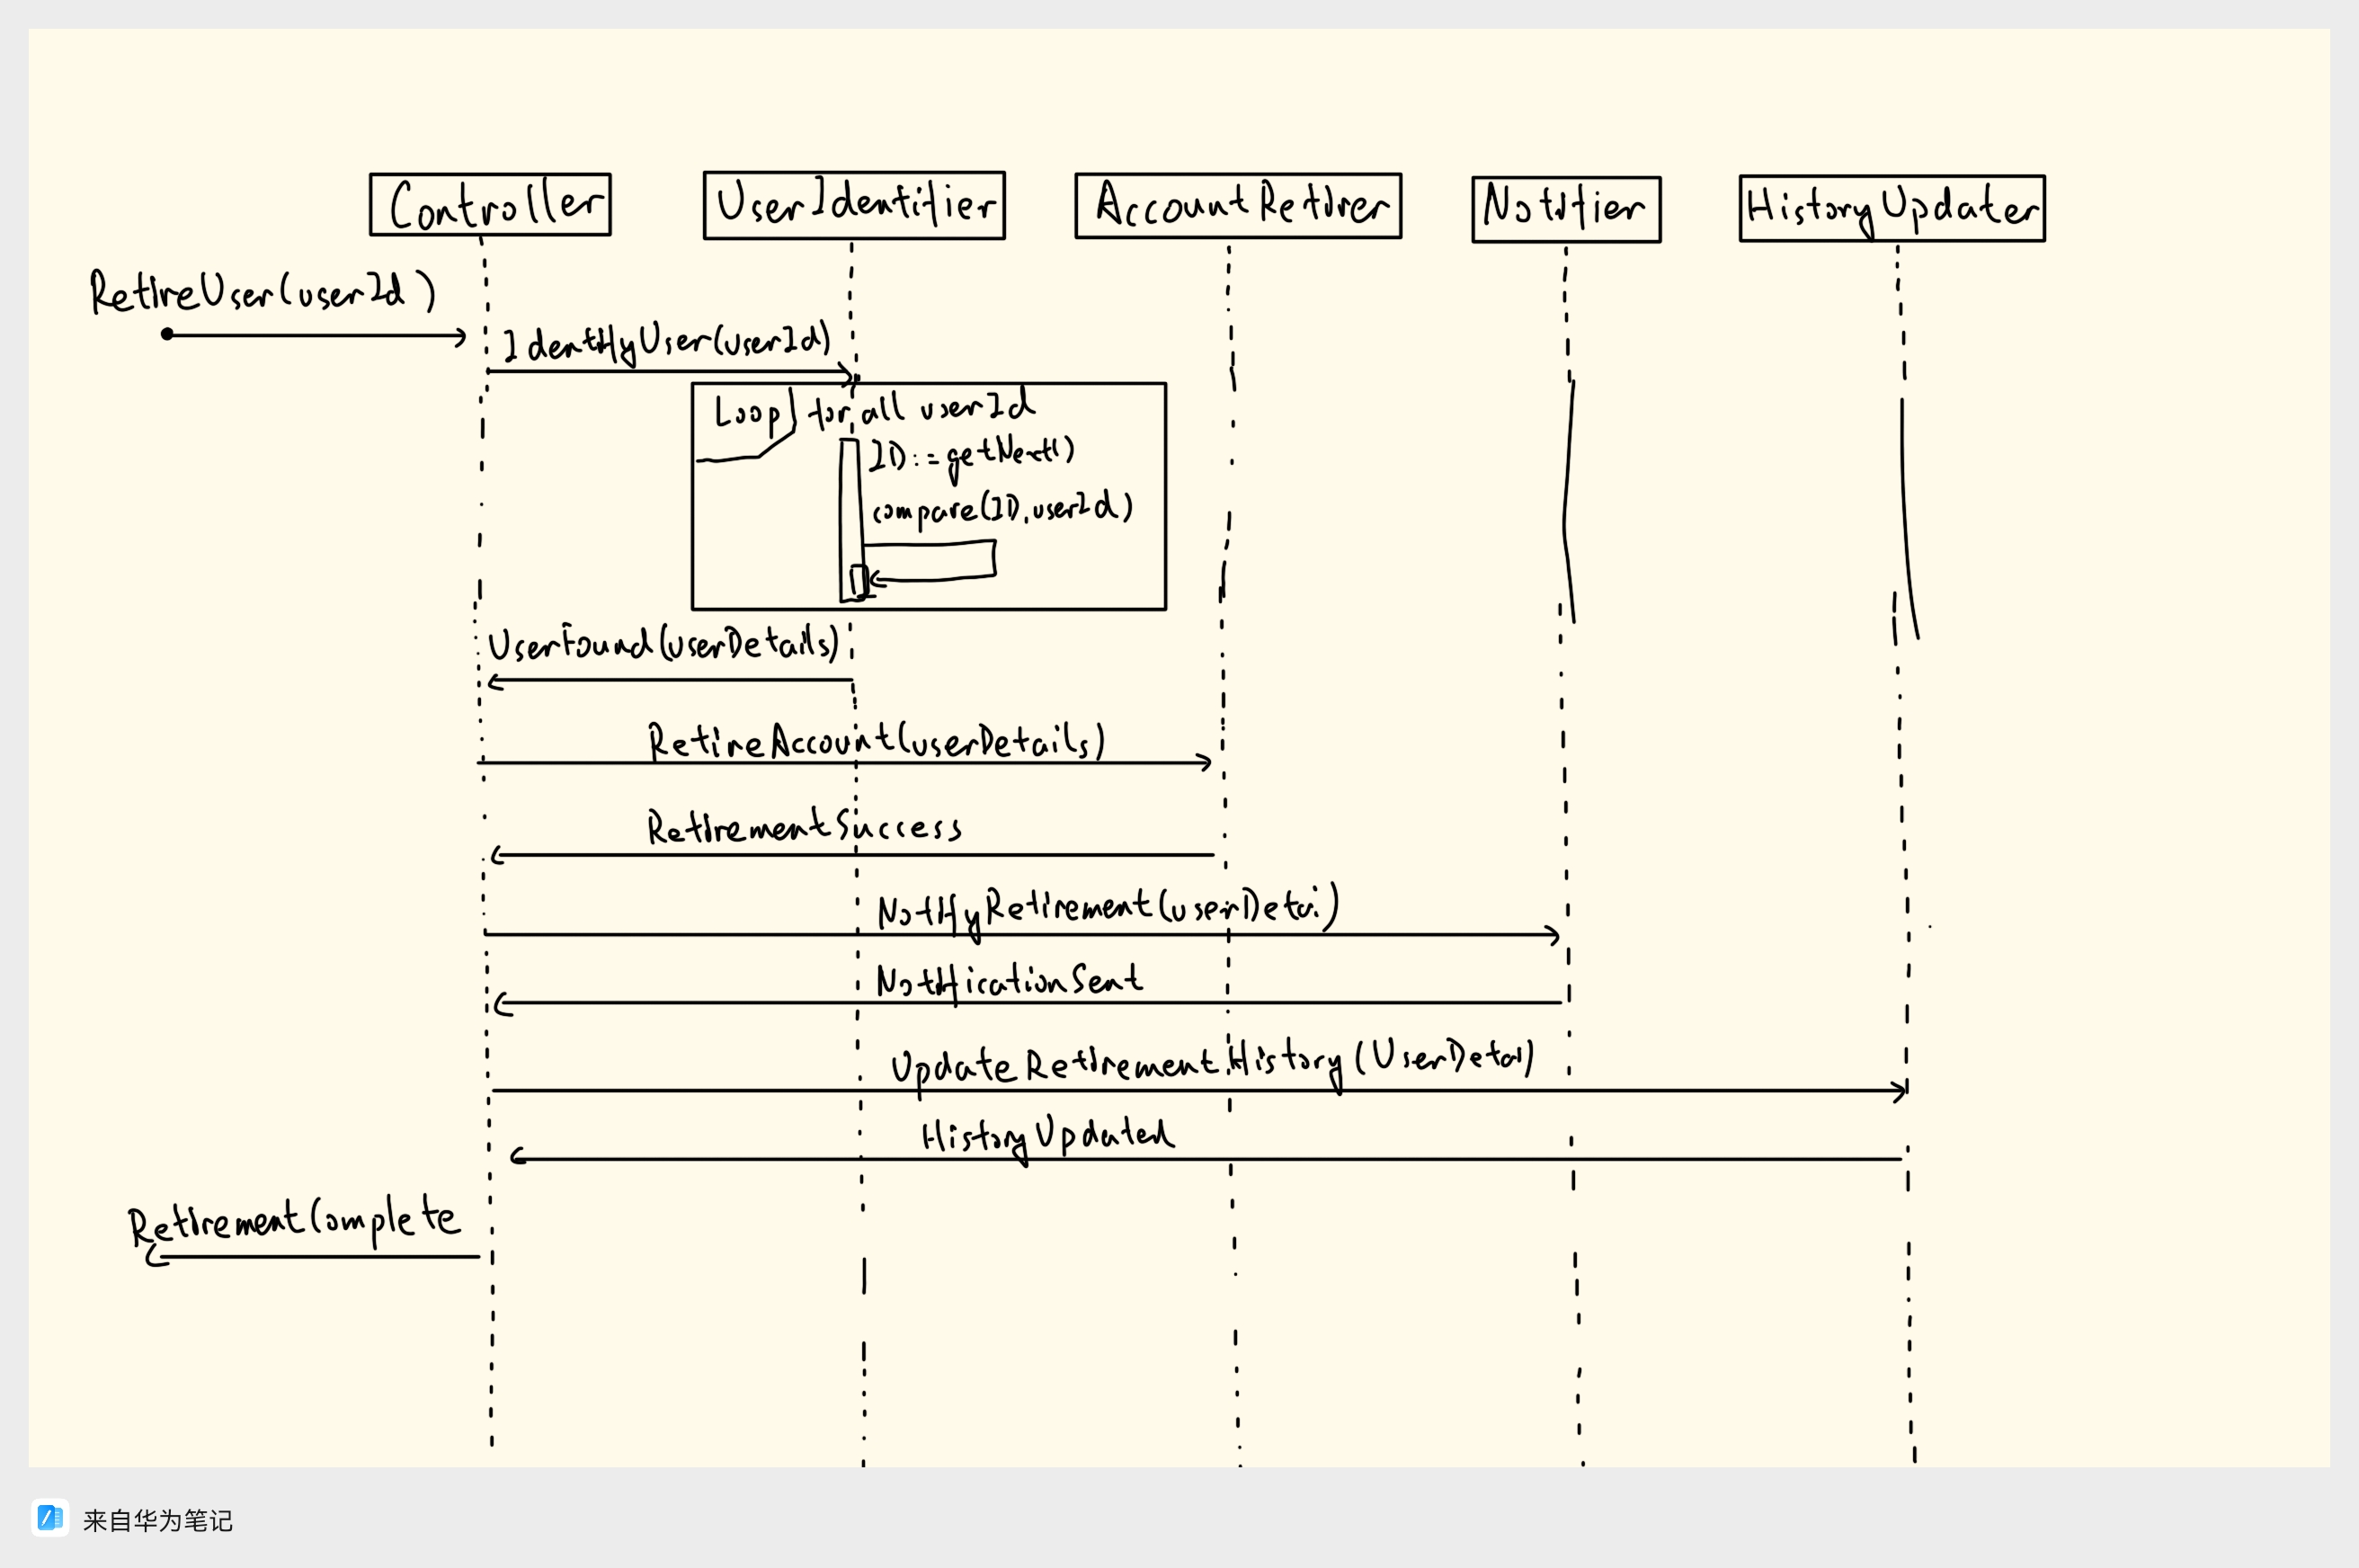 Controller
UserIdentifier
AccountRetirer
Notifier
HistoryUpdater
RetireUser(userId)
IdentifyUser(userId)
Loop for all userId
ID::=getNext()
compare(ID,userId)
UserFound(userDetails)
RetireAccount(userDetails)
RetirementSuccess
NotifyRetirement(userDetai)
NotificationSent
UpdateRetirementHistory(UserDetai)
HistoryUpdated
RetirementComplete
来自华为笔记